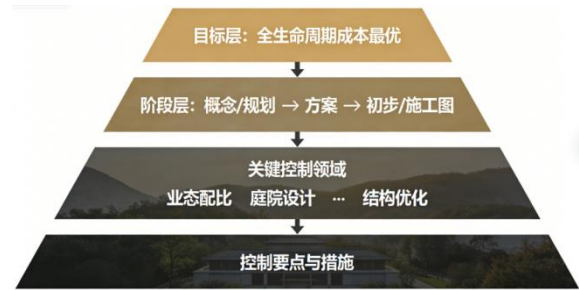 目标层：全生命周期成本最优
阶段层：概念/规划 → 方案 → 初步/施工图
关键控制领域
业态配比 庭院设计 … 结构优化
控制要点与措施